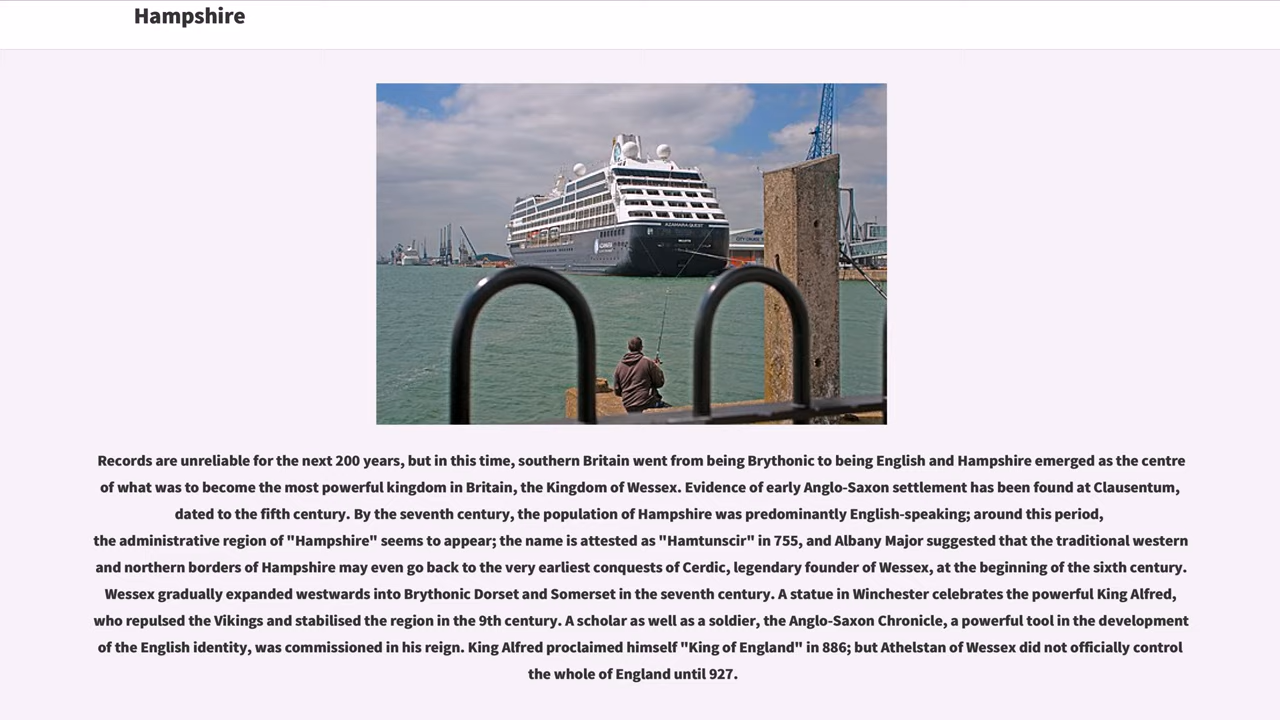 Hampshire
AZAMARA QUEST
Records are unreliable for the next 200 years, but in this time, southern Britain went from being Brythonic to being English and Hampshire emerged as the centre
of what was to become the most powerful kingdom in Britain, the Kingdom of Wessex. Evidence of early Anglo-Saxon settlement has been found at Clausentum,
dated to the fifth century. By the seventh century, the population of Hampshire was predominantly English-speaking; around this period,
the administrative region of "Hampshire" seems to appear; the name is attested as "Hamtunscir" in 755, and Albany Major suggested that the traditional western
and northern borders of Hampshire may even go back to the very earliest conquests of Cerdic, legendary founder of Wessex, at the beginning of the sixth century.
Wessex gradually expanded westwards into Brythonic Dorset and Somerset in the seventh century. A statue in Winchester celebrates the powerful King Alfred,
who repulsed the Vikings and stabilised the region in the 9th century. A scholar as well as a soldier, the Anglo-Saxon Chronicle, a powerful tool in the development
of the English identity, was commissioned in his reign. King Alfred proclaimed himself "King of England" in 886; but Athelstan of Wessex did not officially control
the whole of England until 927.